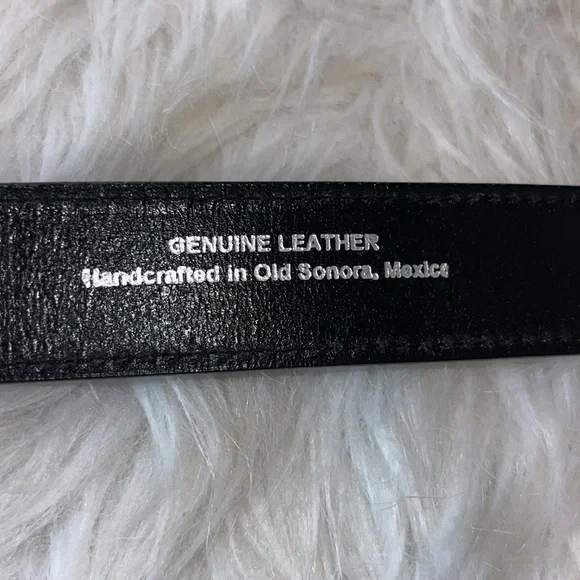 GENUINE LEATHER
Handcrafted in Old Sonora, Mexico